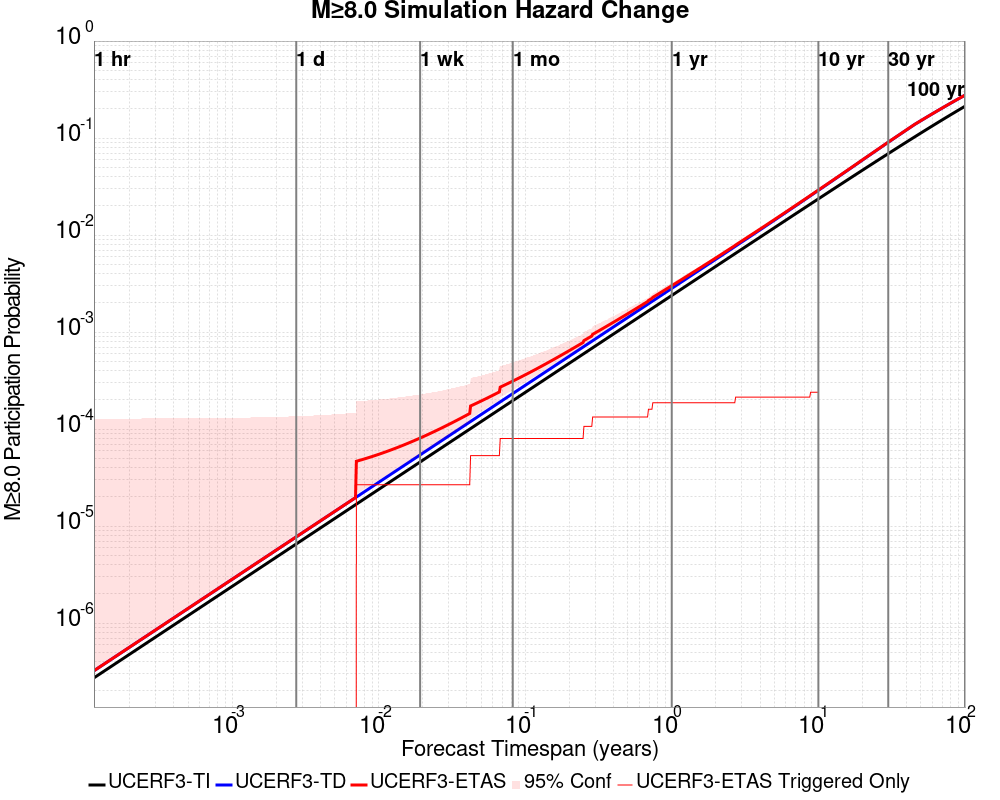 M≥8.0 Simulation Hazard Change
1 hr
1 d
1 wk
1 mo
1 yr
10 yr
30 yr
100 yr
10^0
10^-1
10^-2
10^-3
10^-4
10^-5
10^-6
M≥8.0 Participation Probability
10^-3
10^-2
10^-1
10^0
10^1
10^2
Forecast Timespan (years)
UCERF3-TI UCERF3-TD UCERF3-ETAS 95% Conf UCERF3-ETAS Triggered Only